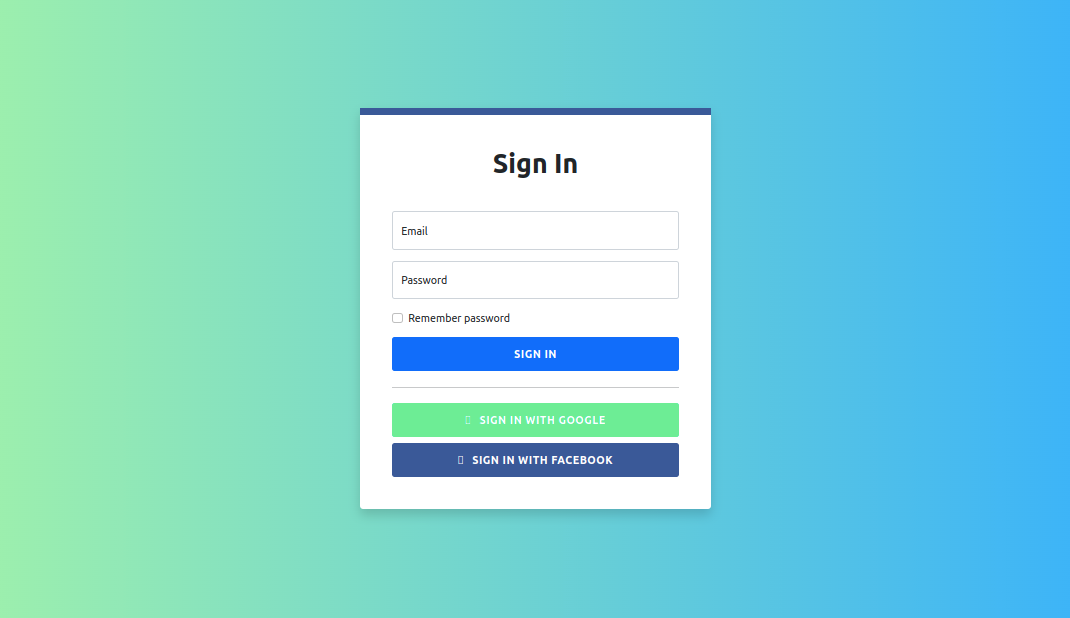 Sign In
Email
Password
Remember password
SIGN IN
SIGN IN WITH GOOGLE
SIGN IN WITH FACEBOOK